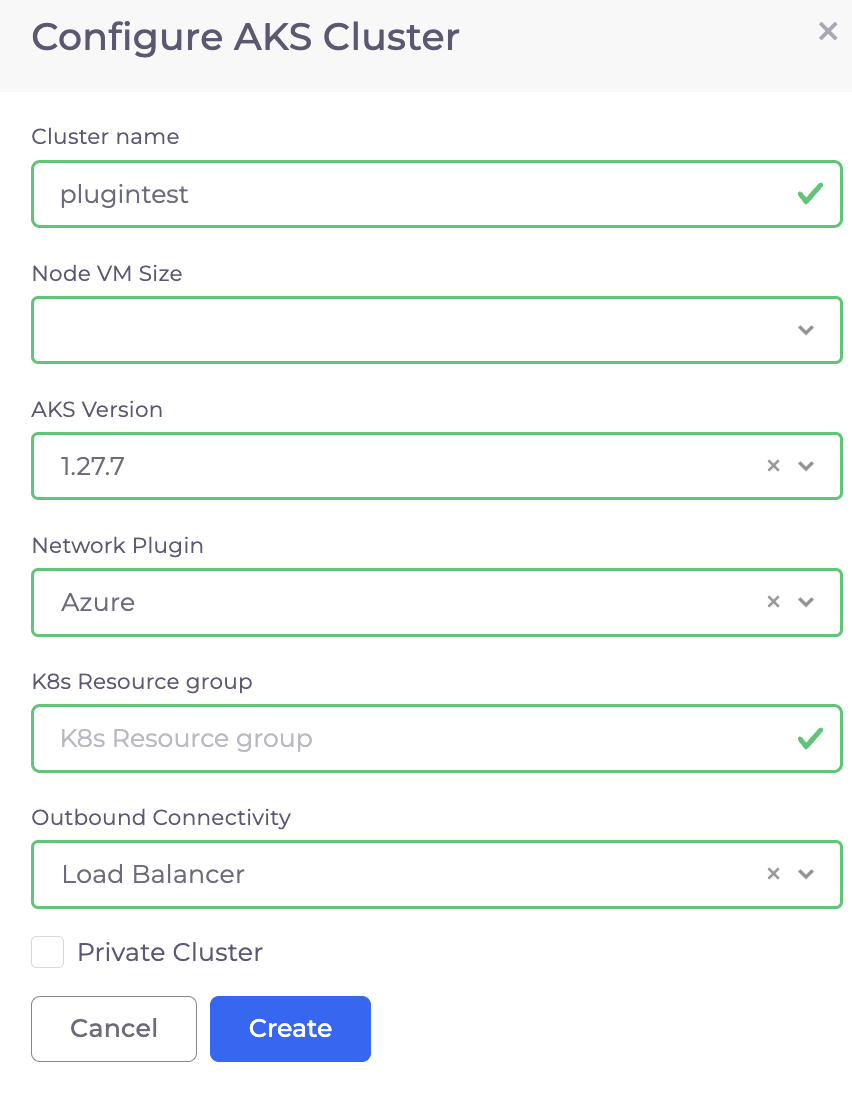 Configure AKS Cluster
Cluster name
plugintest
Node VM Size
AKS Version
1.27.7
Network Plugin
Azure
K8s Resource group
K8s Resource group
Outbound Connectivity
Load Balancer
Private Cluster
Cancel
Create